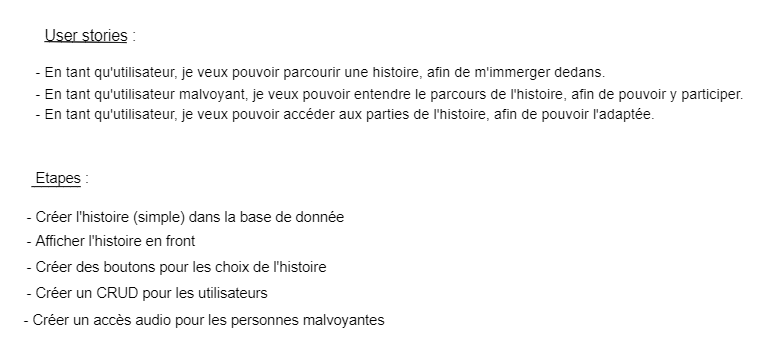 User stories :
- En tant qu'utilisateur, je veux pouvoir parcourir une histoire, afin de m'immerger dedans.
- En tant qu'utilisateur malvoyant, je veux pouvoir entendre le parcours de l'histoire, afin de pouvoir y participer.
- En tant qu'utilisateur, je veux pouvoir accéder aux parties de l'histoire, afin de pouvoir l'adaptée.
Etapes :
- Créer l'histoire (simple) dans la base de donnée
- Afficher l'histoire en front
- Créer des boutons pour les choix de l'histoire
- Créer un CRUD pour les utilisateurs
- Créer un accès audio pour les personnes malvoyantes